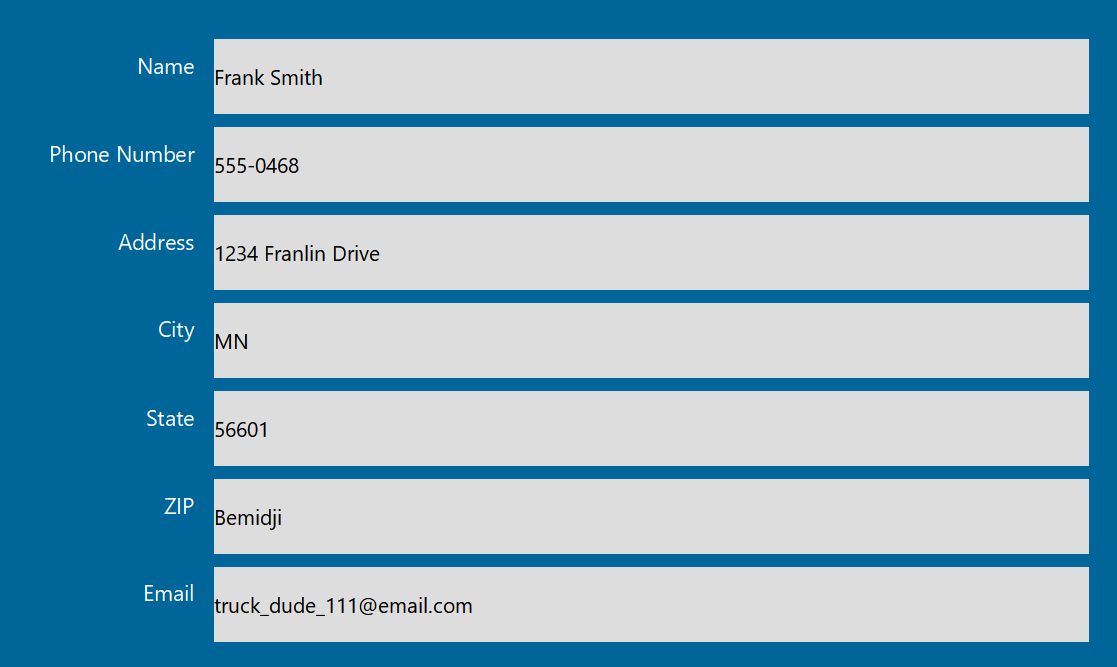 Name Frank Smith
Phone Number 555-0468
Address 1234 Franlin Drive
City MN
State 56601
ZIP Bemidji
Email truck_dude_111@email.com